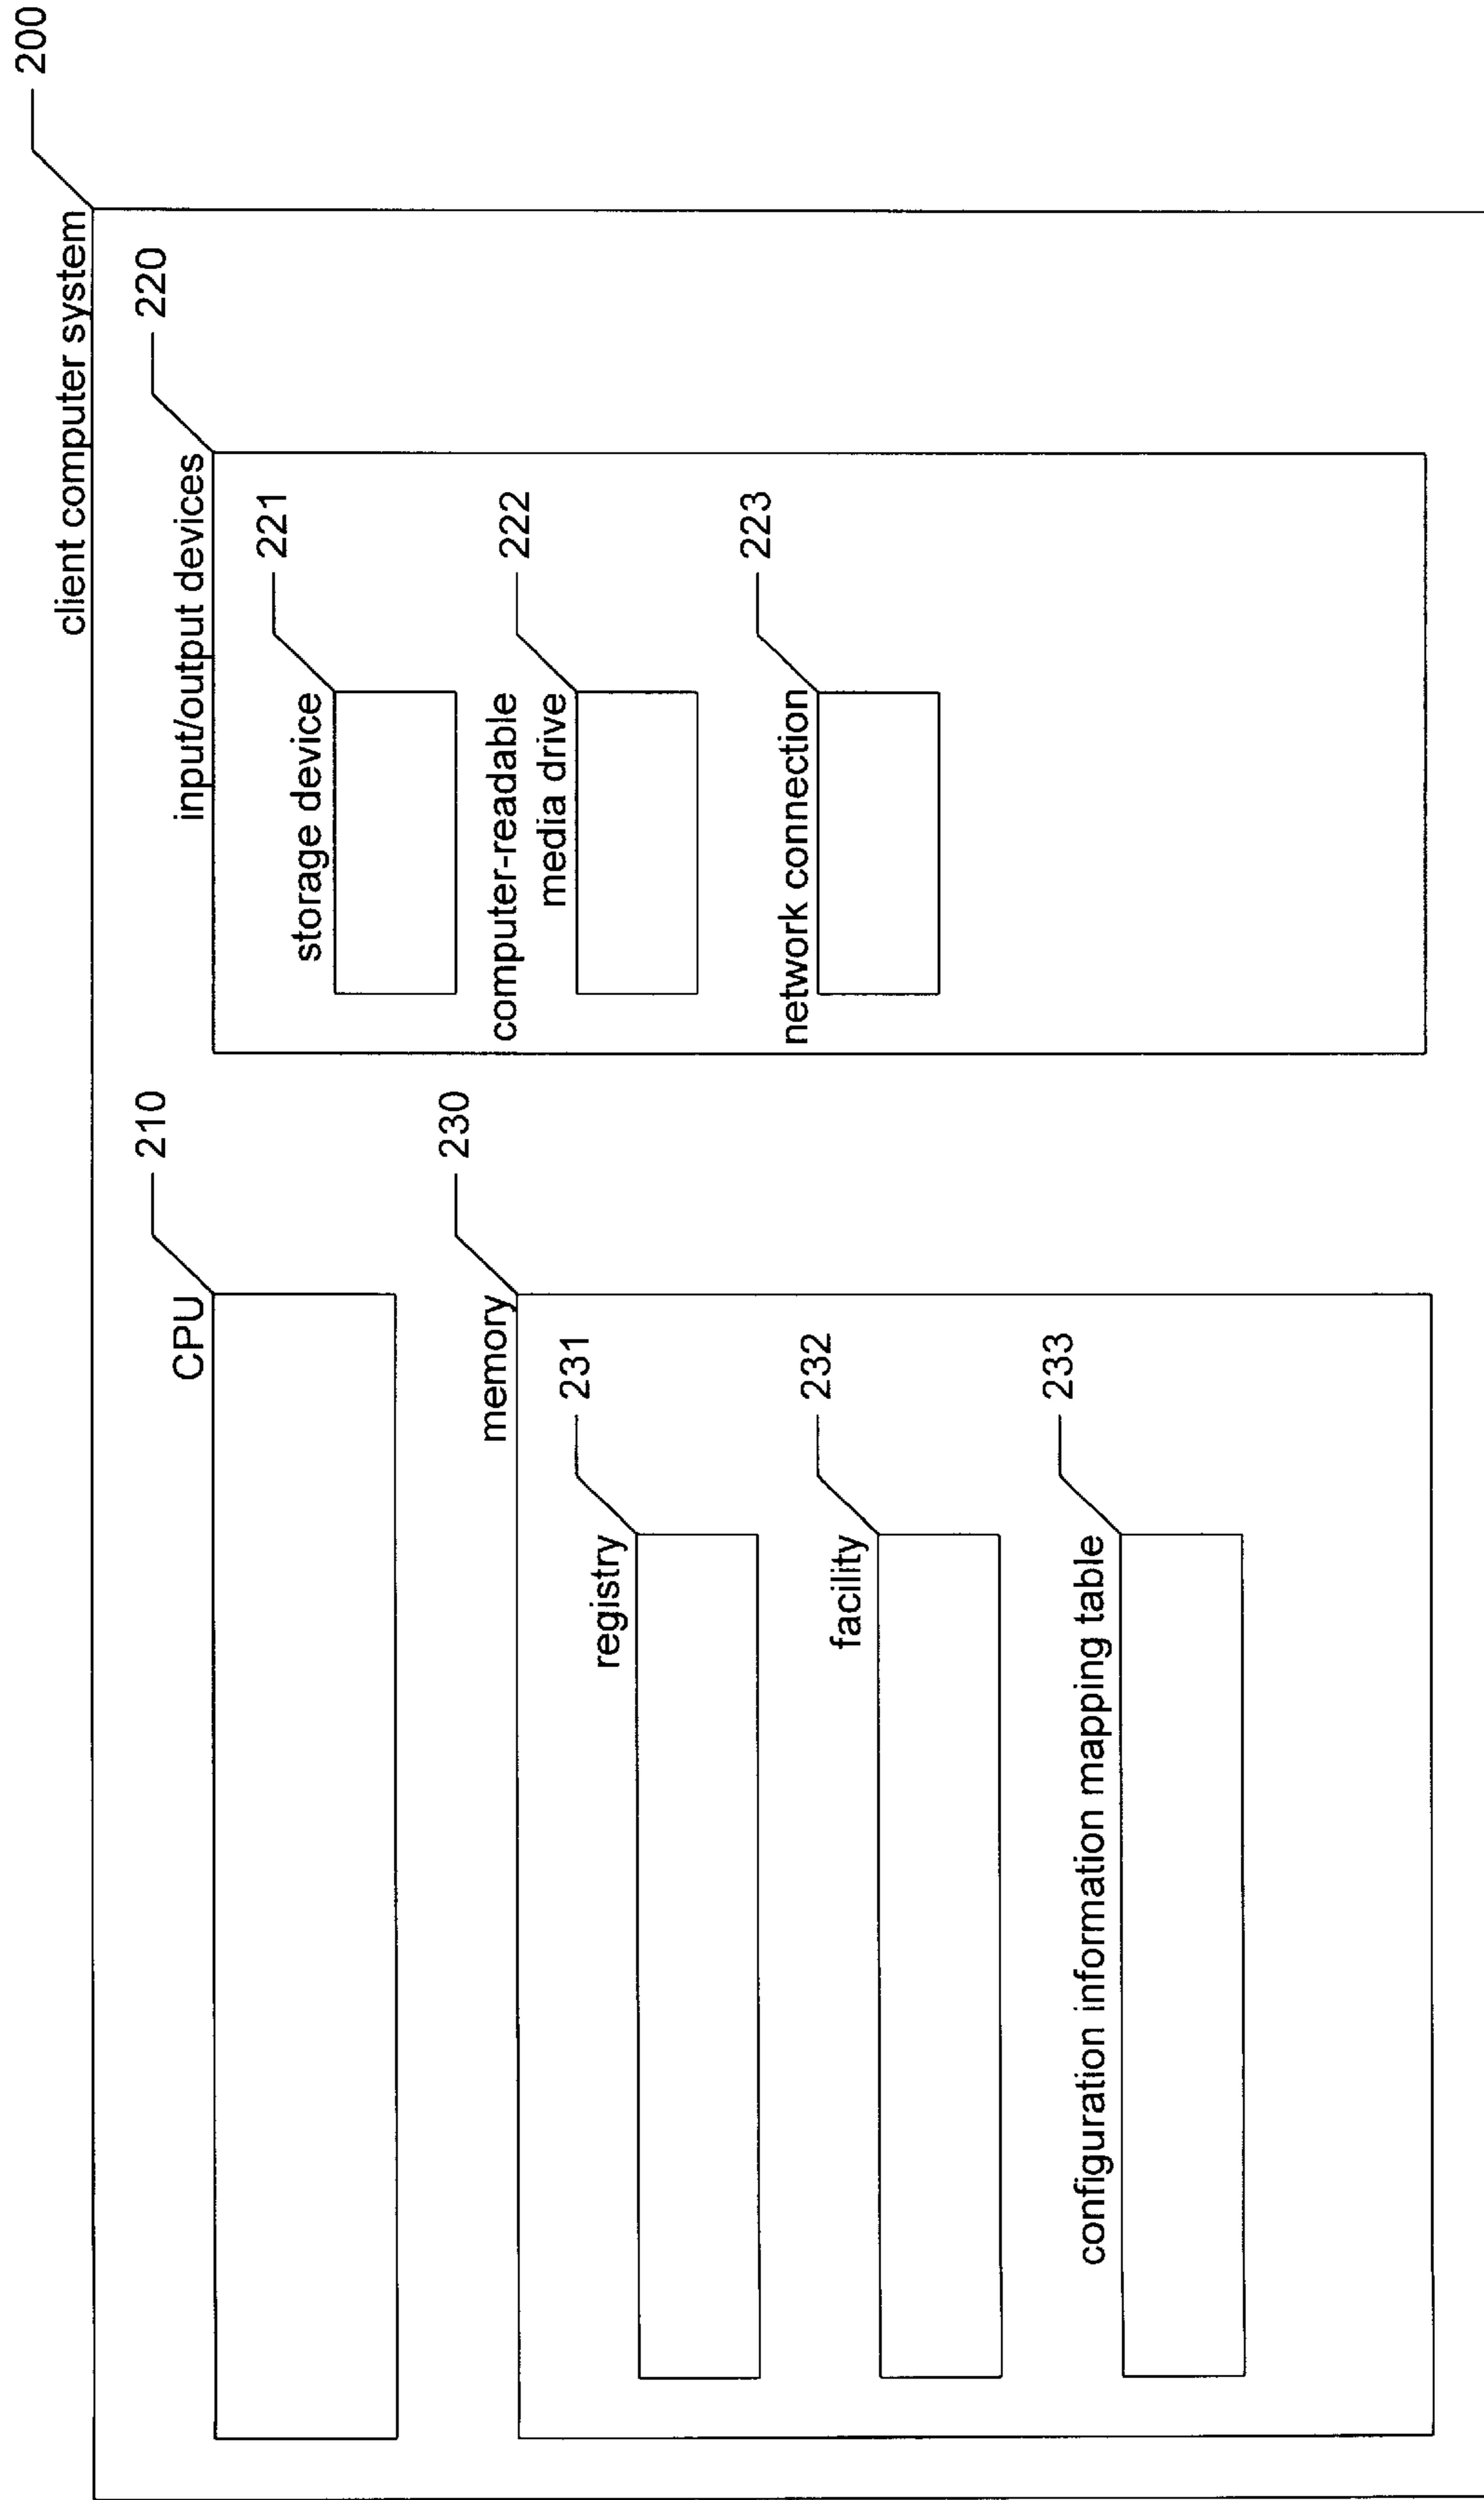 200
client computer system
210
CPU
220
input/output devices
221
storage device
222
computer-readable
media drive
223
network connection
230
memory
231
registry
232
facility
233
configuration information mapping table